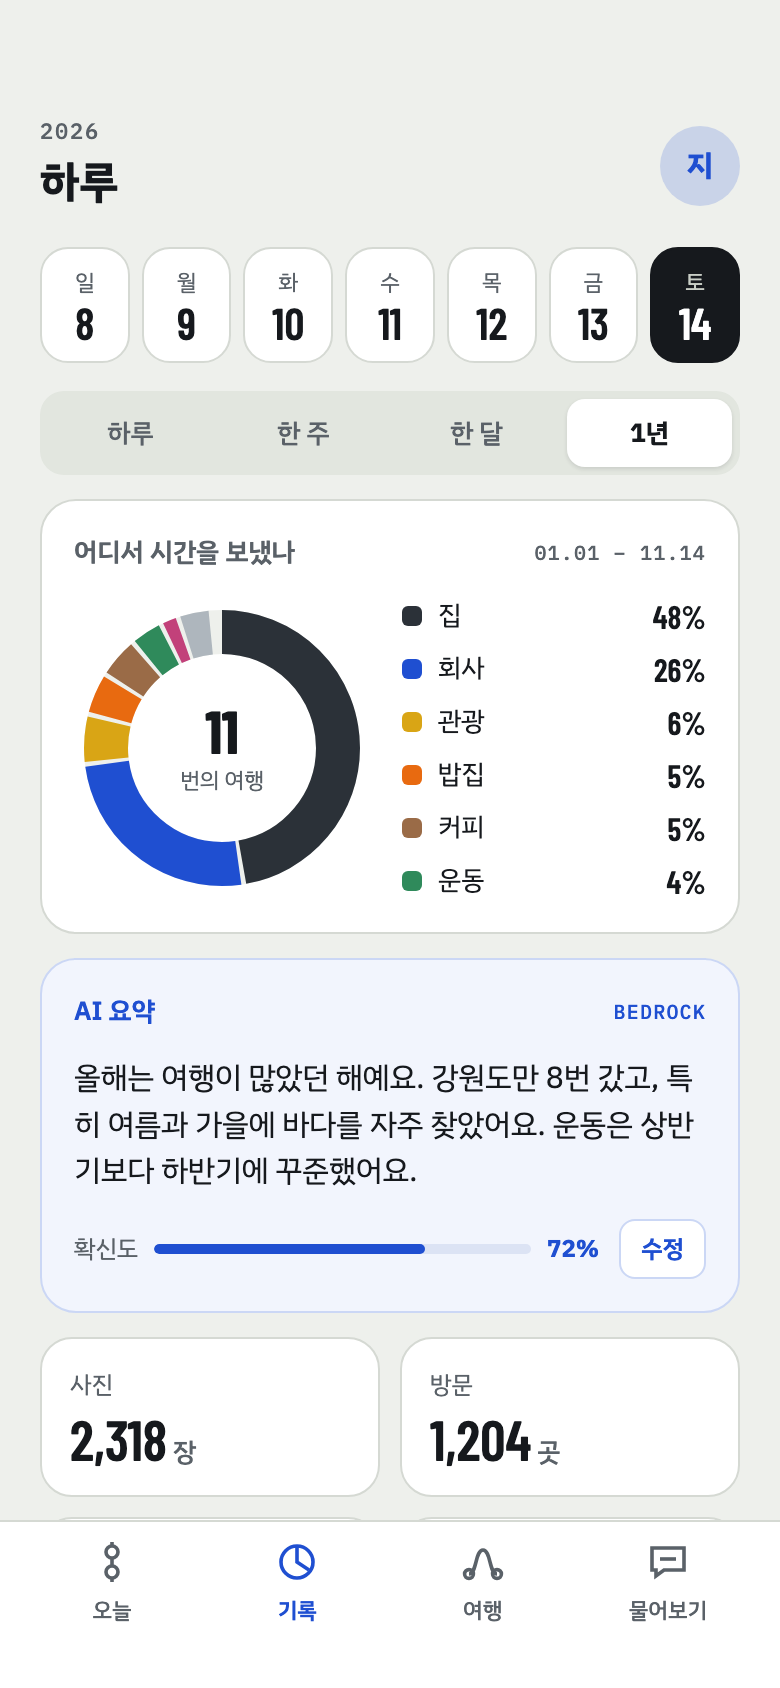 2026
하루
지
일 월 화 수 목 금 토
8 9 10 11 12 13 14
하루 한 주 한 달 1년
어디서 시간을 보냈나 01.01 – 11.14
11
번의 여행
집 48%
회사 26%
관광 6%
밥집 5%
커피 5%
운동 4%
AI 요약 BEDROCK
올해는 여행이 많았던 해예요. 강원도만 8번 갔고, 특
히 여름과 가을에 바다를 자주 찾았어요. 운동은 상반
기보다 하반기에 꾸준했어요.
확신도 72% 수정
사진 방문
2,318 장 1,204 곳
오늘 기록 여행 물어보기